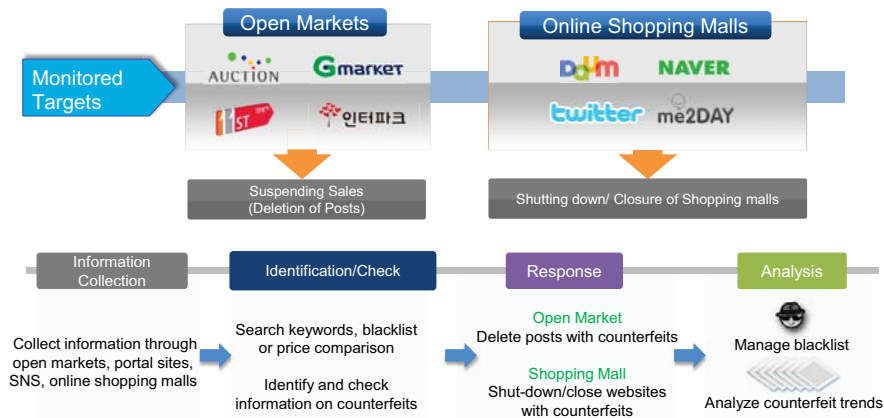 Monitored
Targets
Open Markets
AUCTION
Gmarket
11ST
인터파크
Suspending Sales
(Deletion of Posts)
Online Shopping Malls
Daum
NAVER
twitter
me2DAY
Shutting down/ Closure of Shopping malls
Information
Collection
Collect information through
open markets, portal sites,
SNS, online shopping malls
Identification/Check
Search keywords, blacklist
or price comparison
Identify and check
information on counterfeits
Response
Open Market
Delete posts with counterfeits
Shopping Mall
Shut-down/close websites
with counterfeits
Analysis
Manage blacklist
Analyze counterfeit trends